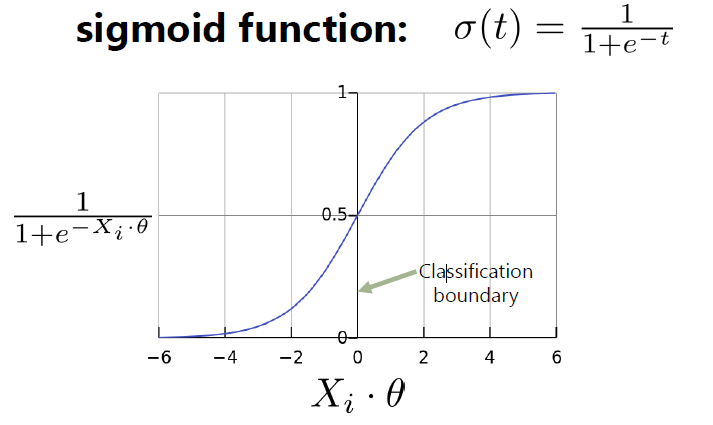 sigmoid function: σ(t) = 1/(1+e^{-t})
1
1/(1+e^{-X_i·θ})
0.5
Classification
boundary
0
−6 −4 −2 0 2 4 6
X_i · θ